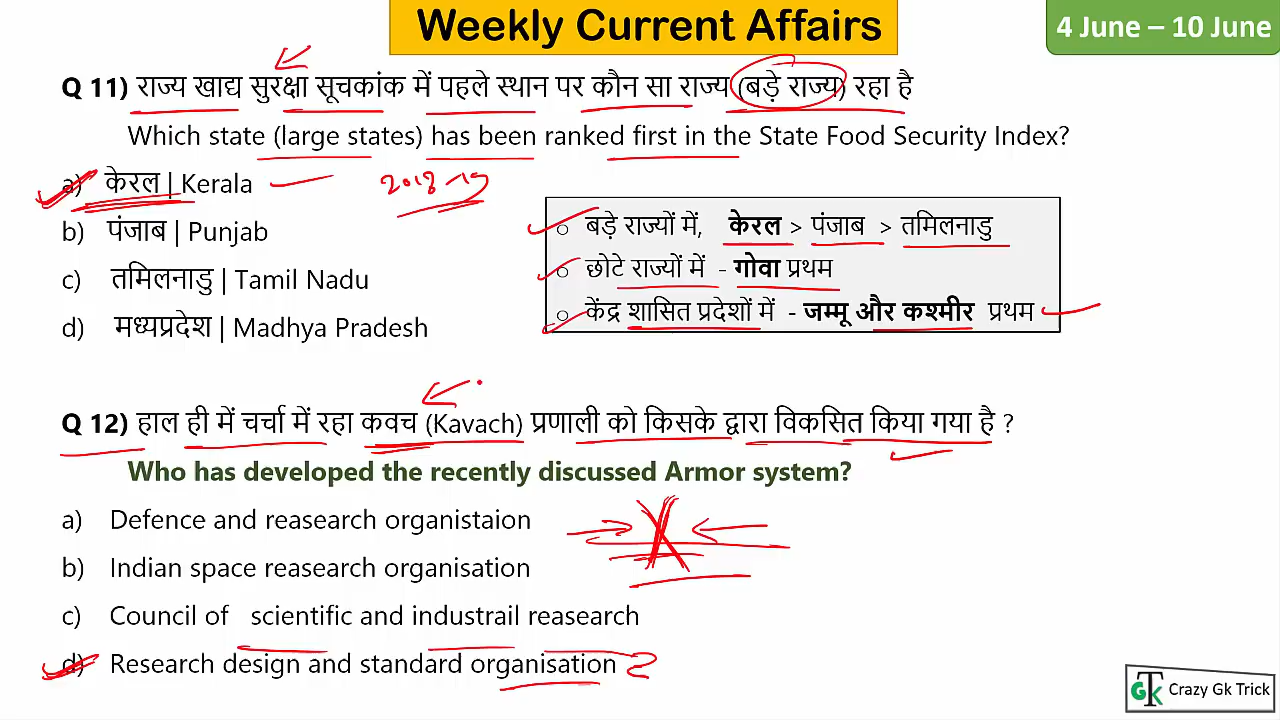 Weekly Current Affairs
4 June – 10 June
Q 11) राज्य खाद्य सुरक्षा सूचकांक में पहले स्थान पर कौन सा राज्य (बड़े राज्य) रहा है
Which state (large states) has been ranked first in the State Food Security Index?
a) केरल | Kerala
2018-19
b) पंजाब | Punjab
c) तमिलनाडु | Tamil Nadu
d) मध्यप्रदेश | Madhya Pradesh
○ बड़े राज्यों में, केरल > पंजाब > तमिलनाडु
○ छोटे राज्यों में - गोवा प्रथम
○ केंद्र शासित प्रदेशों में - जम्मू और कश्मीर प्रथम
Q 12) हाल ही में चर्चा में रहा कवच (Kavach) प्रणाली को किसके द्वारा विकसित किया गया है ?
Who has developed the recently discussed Armor system?
a) Defence and reasearch organistaion
b) Indian space reasearch organisation
c) Council of scientific and industrail reasearch
d) Research design and standard organisation
GTK Crazy Gk Trick